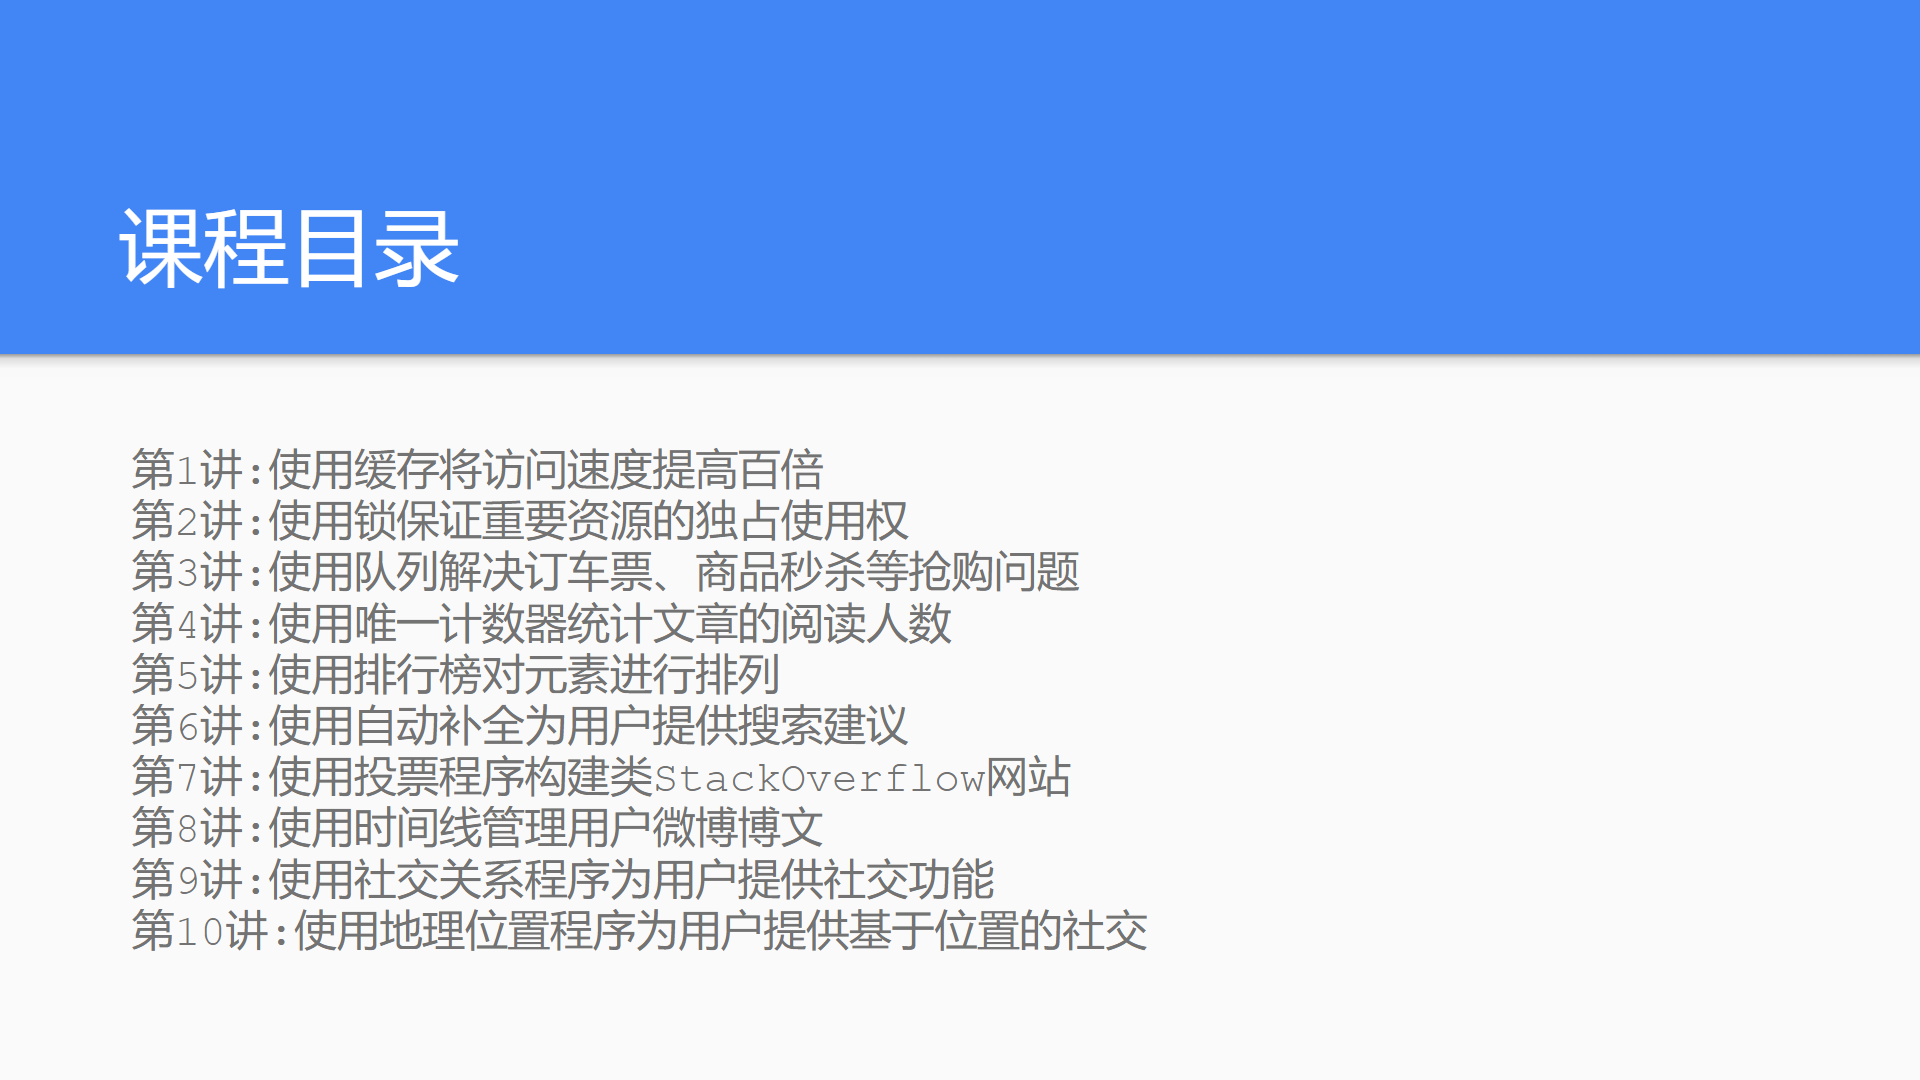 课程目录
第1讲:使用缓存将访问速度提高百倍
第2讲:使用锁保证重要资源的独占使用权
第3讲:使用队列解决订车票、商品秒杀等抢购问题
第4讲:使用唯一计数器统计文章的阅读人数
第5讲:使用排行榜对元素进行排列
第6讲:使用自动补全为用户提供搜索建议
第7讲:使用投票程序构建类StackOverflow网站
第8讲:使用时间线管理用户微博博文
第9讲:使用社交关系程序为用户提供社交功能
第10讲:使用地理位置程序为用户提供基于位置的社交